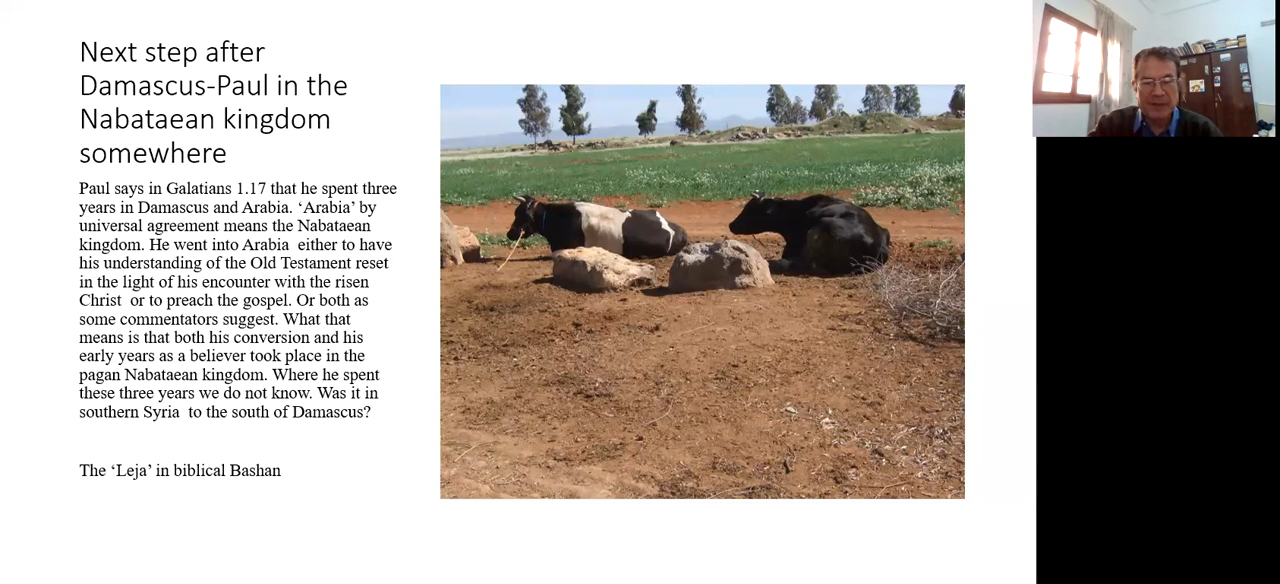 Next step after
Damascus-Paul in the
Nabataean kingdom
somewhere
Paul says in Galatians 1.17 that he spent three
years in Damascus and Arabia. ‘Arabia’ by
universal agreement means the Nabataean
kingdom. He went into Arabia  either to have
his understanding of the Old Testament reset
in the light of his encounter with the risen
Christ  or to preach the gospel. Or both as
some commentators suggest. What that
means is that both his conversion and his
early years as a believer took place in the
pagan Nabataean kingdom. Where he spent
these three years we do not know. Was it in
southern Syria  to the south of Damascus?
The ‘Leja’ in biblical Bashan